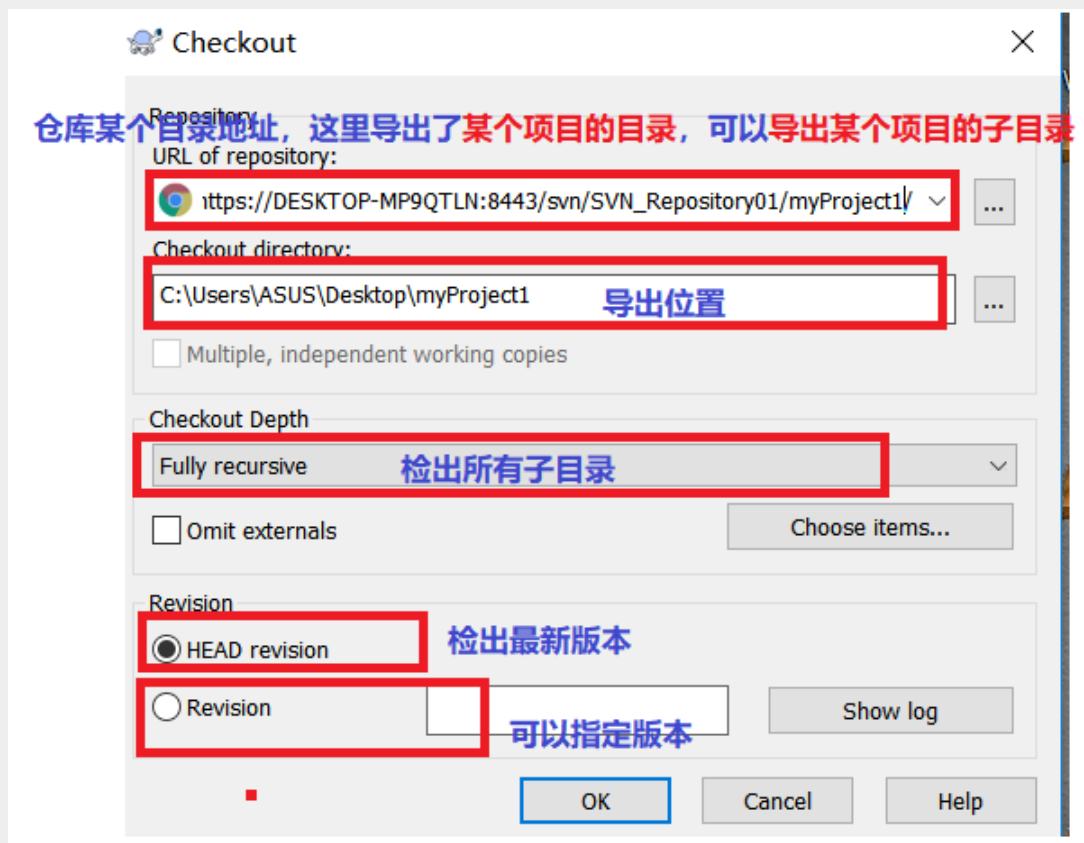 Checkout
Repository
仓库某个目录地址，这里导出了某个项目的目录，可以导出某个项目的子目录
URL of repository:
https://DESKTOP-MP9QTLN:8443/svn/SVN_Repository01/myProject1/
...
Checkout directory:
C:\Users\ASUS\Desktop\myProject1 导出位置
...
Multiple, independent working copies
Checkout Depth
Fully recursive 检出所有子目录
Omit externals
Choose items...
Revision
HEAD revision 检出最新版本
Revision
可以指定版本
Show log
OK
Cancel
Help